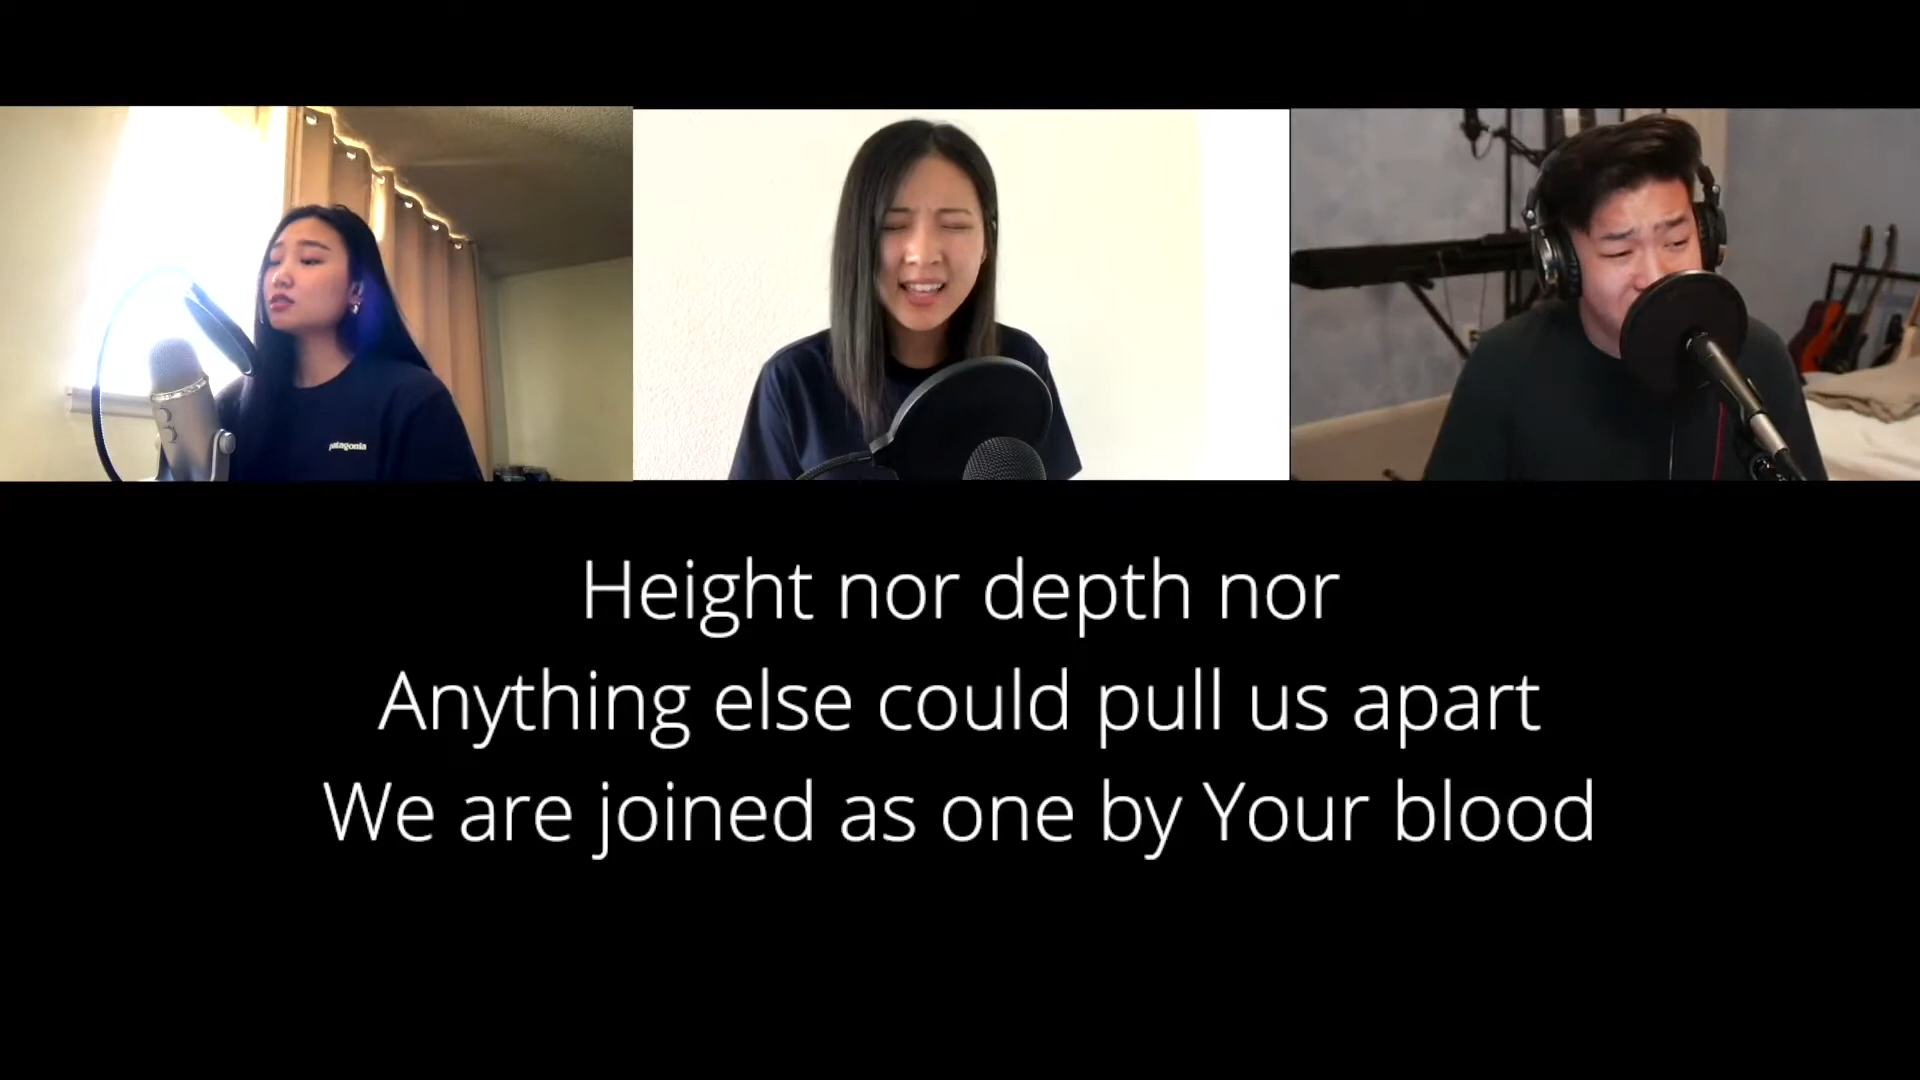 patagonia
Height nor depth nor
Anything else could pull us apart
We are joined as one by Your blood